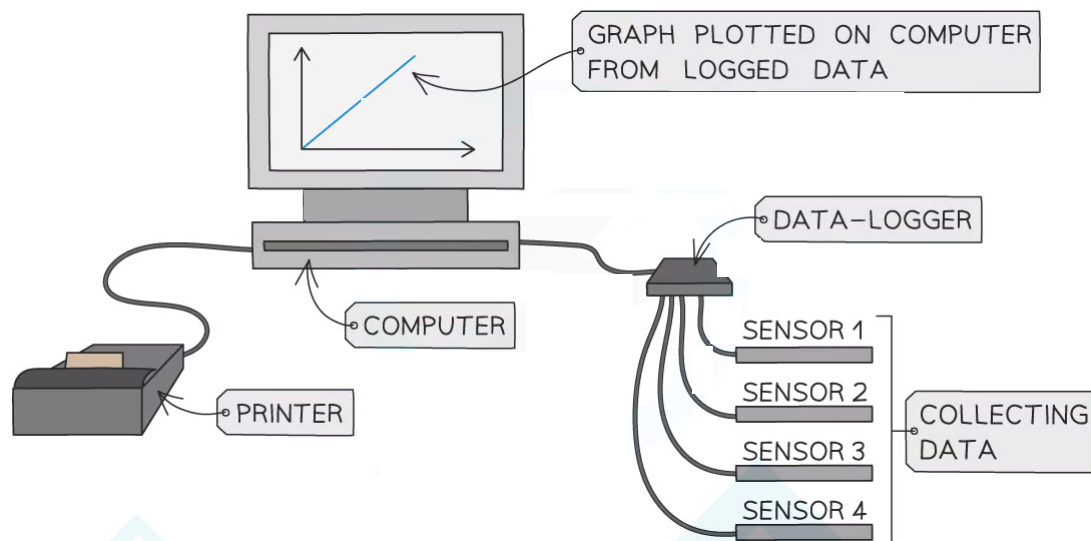 GRAPH PLOTTED ON COMPUTER
FROM LOGGED DATA
DATA-LOGGER
COMPUTER
SENSOR 1
SENSOR 2
PRINTER
COLLECTING
DATA
SENSOR 3
SENSOR 4